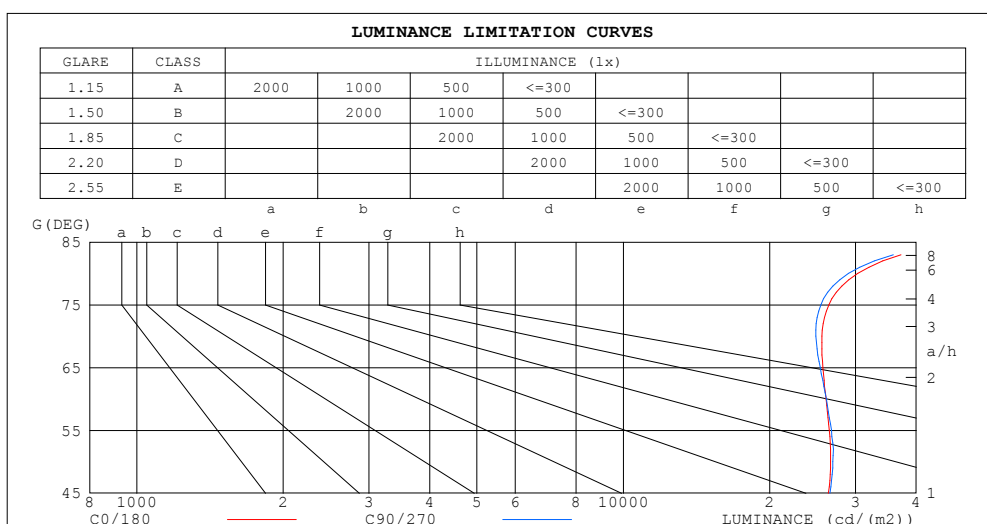 LUMINANCE LIMITATION CURVES
GLARE CLASS ILLUMINANCE (lx)
1.15 A 2000 1000 500 <=300
1.50 B 2000 1000 500 <=300
1.85 C 2000 1000 500 <=300
2.20 D 2000 1000 500 <=300
2.55 E 2000 1000 500 <=300
a b c d e f g h
G(DEG)
85 a b c d e f g h 8
6
75 4
3
a/h
65 2
55
45 1
8 1000 2 3 4 5 6 8 10000 2 3 4
C0/180 C90/270 LUMINANCE (cd/(m2))